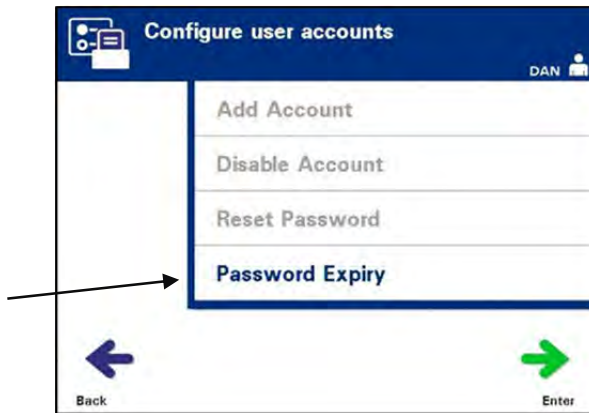 Configure user accounts
DAN
Add Account
Disable Account
Reset Password
Password Expiry
Back
Enter